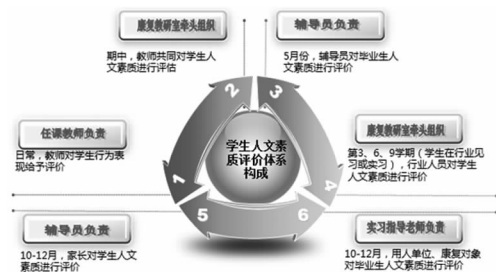 康复教研室牵头组织
期中，教师共同对学生人
文素质进行评估
辅导员负责
5月份，辅导员对毕业生人
文素质进行评价
任课教师负责
日常，教师对学生行为表
现给予评价
2
3
学生人文素
质评价体系
构成
1
4
5
6
康复教研室牵头组织
第3、6、9学期（学生在行业见
习或实习），行业人员对学生
人文素质进行评价
辅导员负责
10-12月，家长对学生人文
素质进行评价
实习指导老师负责
10-12月，用人单位、康复对象
对毕业生人文素质进行评价